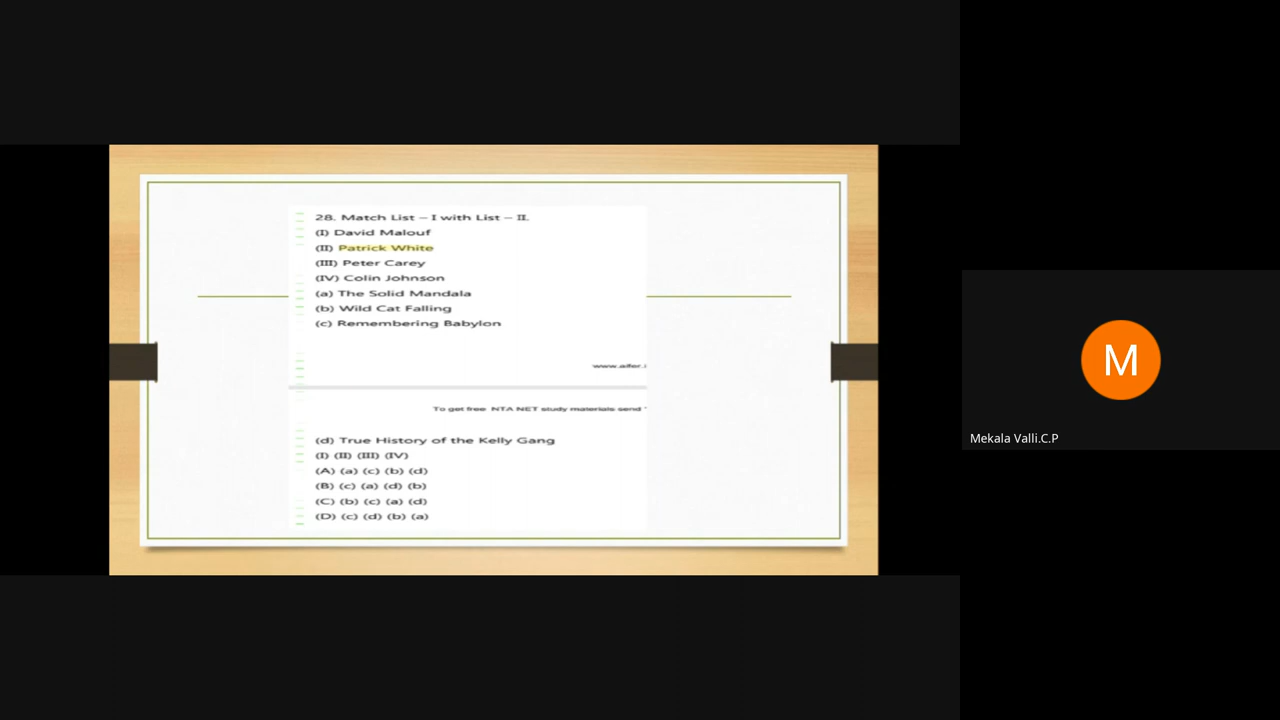 28. Match List – I with List – II.
(I) David Malouf
(II) Patrick White
(III) Peter Carey
(IV) Colin Johnson
(a) The Solid Mandala
(b) Wild Cat Falling
(c) Remembering Babylon
www.aifer.i
To get free NTA NET study materials send "
(d) True History of the Kelly Gang
(I) (II) (III) (IV)
(A) (a) (c) (b) (d)
(B) (c) (a) (d) (b)
(C) (b) (c) (a) (d)
(D) (c) (d) (b) (a)
M
Mekala Valli.C.P